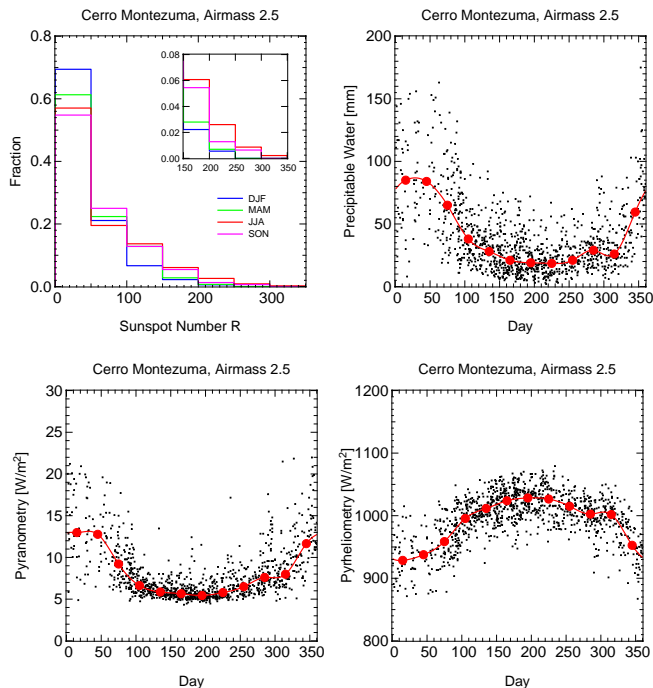 Cerro Montezuma, Airmass 2.5
0.8
0.6
0.4
0.2
0.0
Fraction
0
100
200
300
Sunspot Number R
0.08
0.06
0.04
0.02
0.00
150 200 250 300 350
DJF
MAM
JJA
SON
Cerro Montezuma, Airmass 2.5
200
150
100
50
0
Precipitable Water [mm]
0 50 100 150 200 250 300 350
Day
Cerro Montezuma, Airmass 2.5
30
25
20
15
10
5
0
Pyranometry [W/m²]
0 50 100 150 200 250 300 350
Day
Cerro Montezuma, Airmass 2.5
1200
1100
1000
900
800
Pyrheliometry [W/m²]
0 50 100 150 200 250 300 350
Day